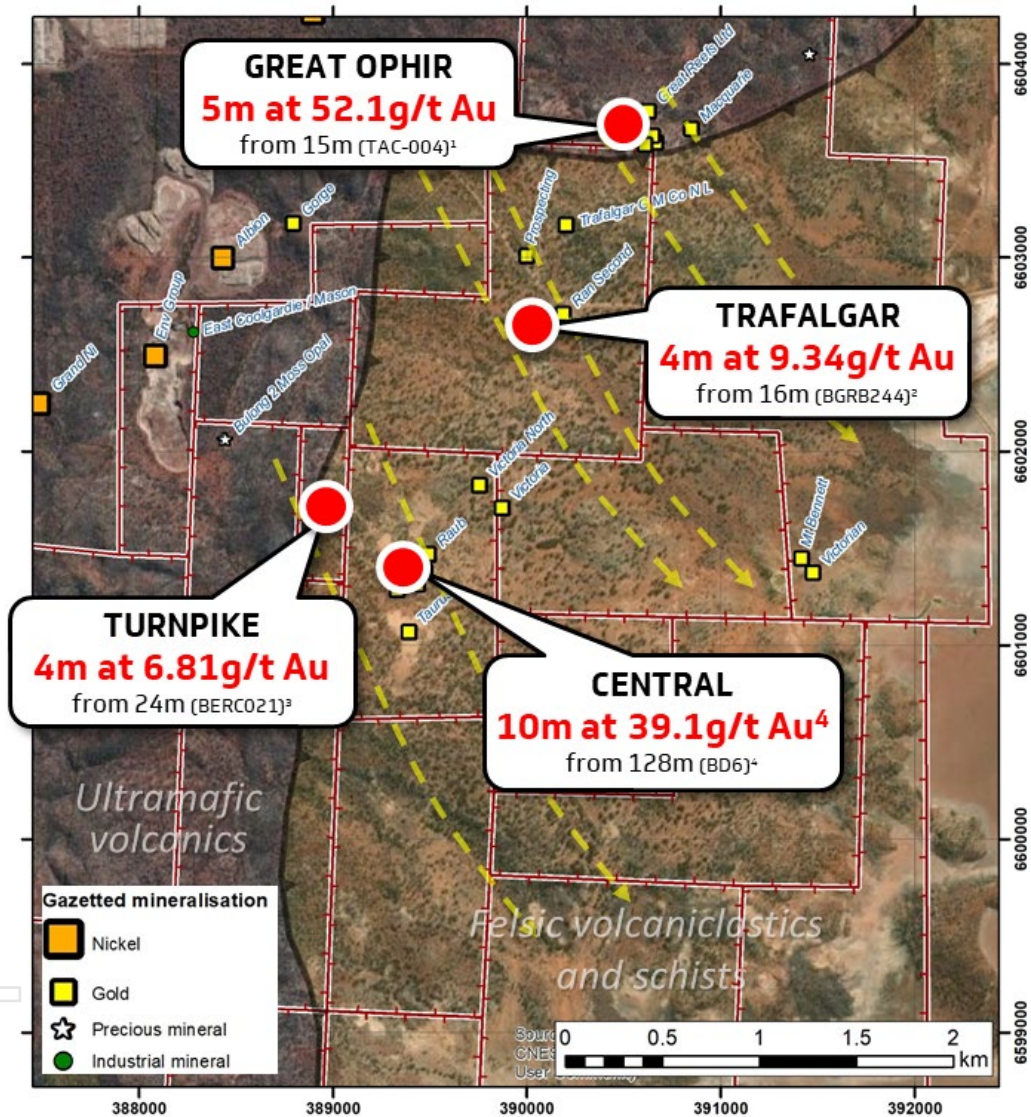 GREAT OPHIR
5m at 52.1g/t Au
from 15m (TAC-004)¹
Great Reefs Ltd
Macquarie
6604000
Gorge
Albion
Prospecting
Trafalgar G M Co N L
6603000
Env Group
East Coolgardie / Mason
Ran Second
TRAFALGAR
4m at 9.34g/t Au
from 16m (BGRB244)²
Grand Ni
Bulong 2 Moss Opal
6602000
Victoria North
Victoria
Raub
Mt Bennett
Victorian
TURNPIKE
4m at 6.81g/t Au
from 24m (BERC021)³
6601000
CENTRAL
10m at 39.1g/t Au⁴
from 128m (BD6)⁴
Ultramafic
volcanics
6600000
Felsic volcaniclastics
and schists
Gazetted mineralisation
Nickel
Gold
Precious mineral
Industrial mineral
CNES
User
0 0.5 1 1.5 2
km
6599000
388000 389000 390000 391000 392000